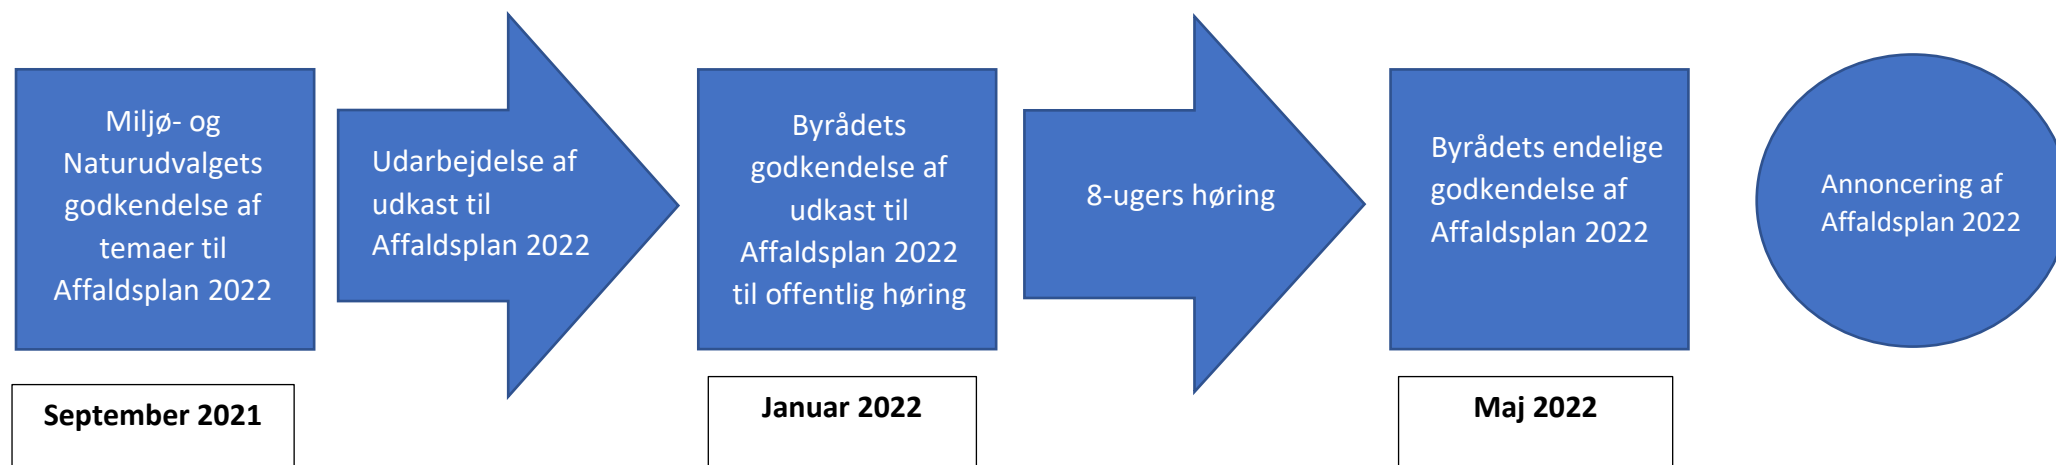 Miljø- og
Naturudvalgets
godkendelse af
temaer til
Affaldsplan 2022
Udarbejdelse af
udkast til
Affaldsplan 2022
Byrådets
godkendelse af
udkast til
Affaldsplan 2022
til offentlig høring
8-ugers høring
Byrådets endelige
godkendelse af
Affaldsplan 2022
Annoncering af
Affaldsplan 2022
September 2021
Januar 2022
Maj 2022